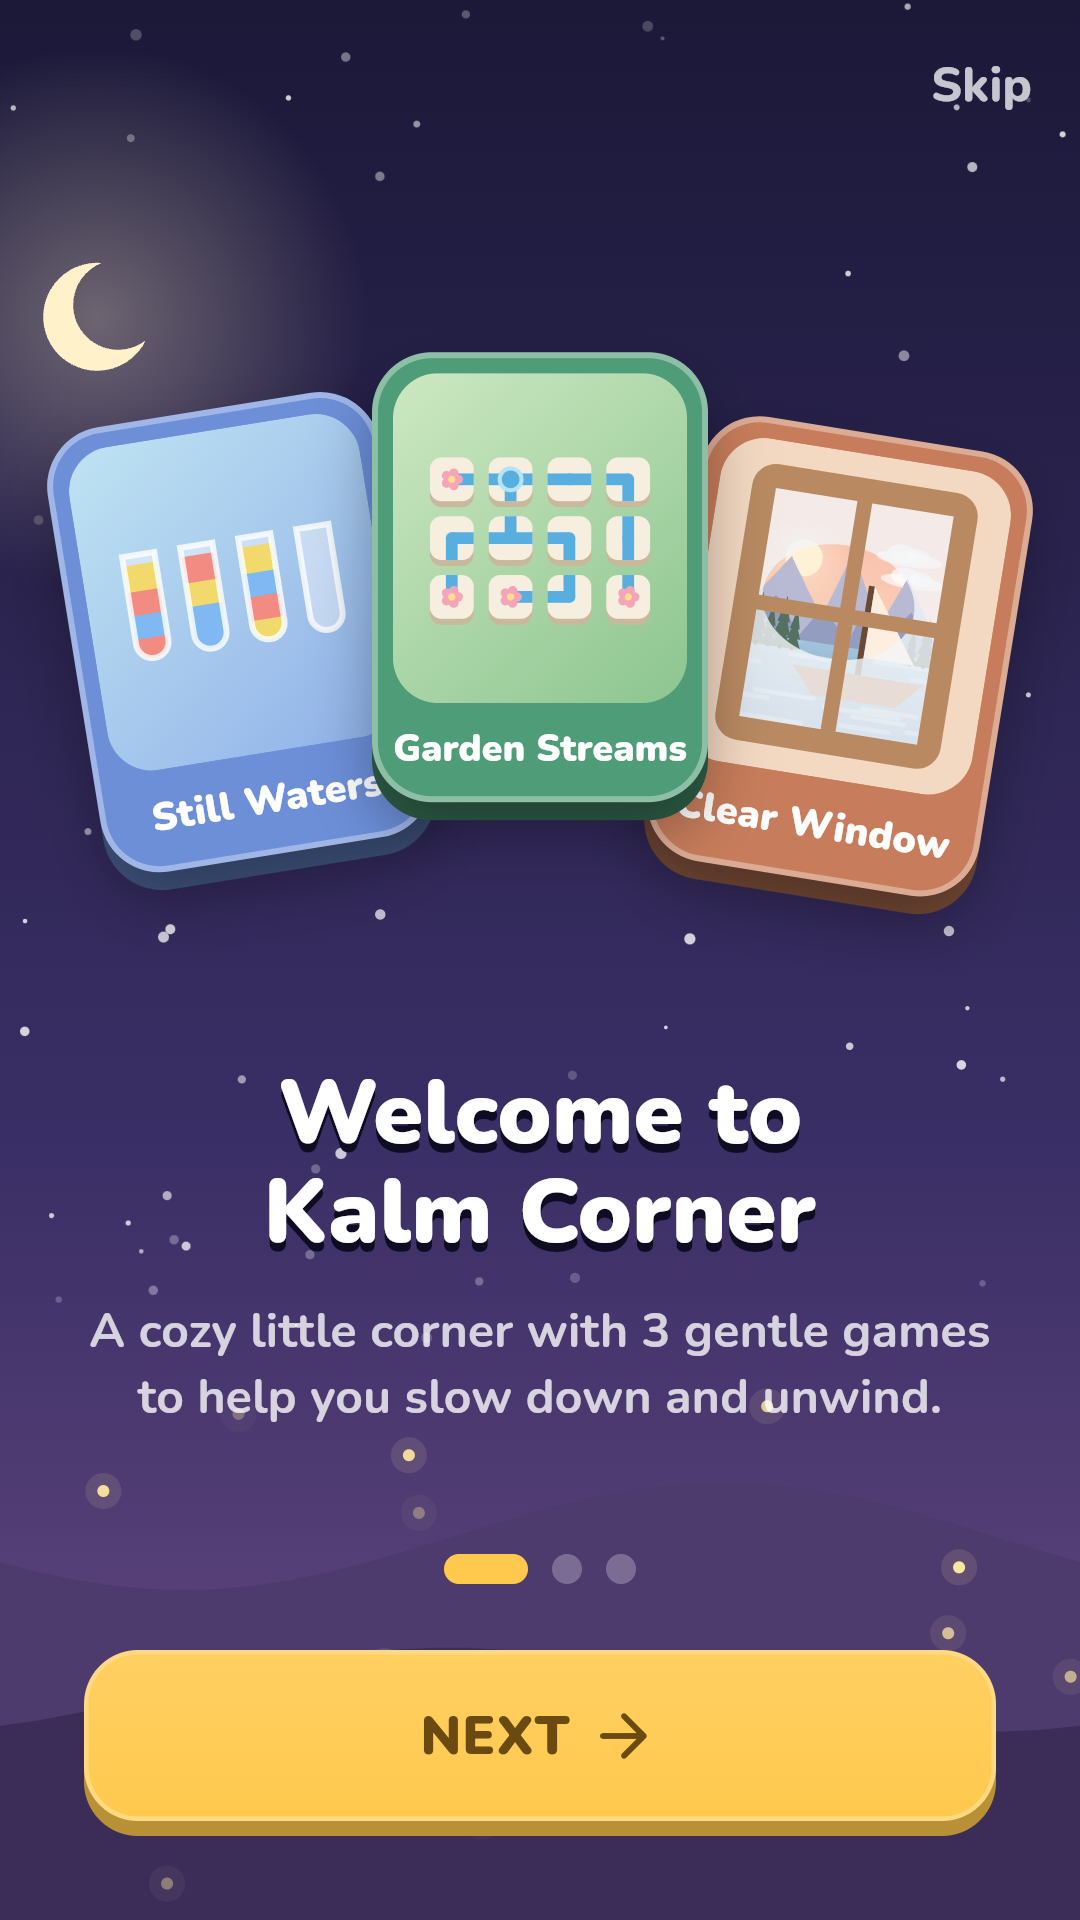 Skip
Still Waters
Garden Streams
Clear Window
Welcome to
Kalm Corner
A cozy little corner with 3 gentle games
to help you slow down and unwind.
NEXT